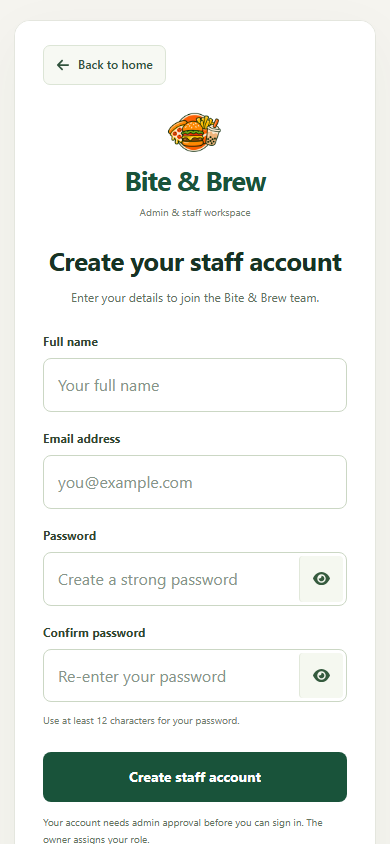 Back to home
Bite & Brew
Admin & staff workspace
Create your staff account
Enter your details to join the Bite & Brew team.
Full name
Your full name
Email address
you@example.com
Password
Create a strong password
Confirm password
Re-enter your password
Use at least 12 characters for your password.
Create staff account
Your account needs admin approval before you can sign in. The
owner assigns your role.